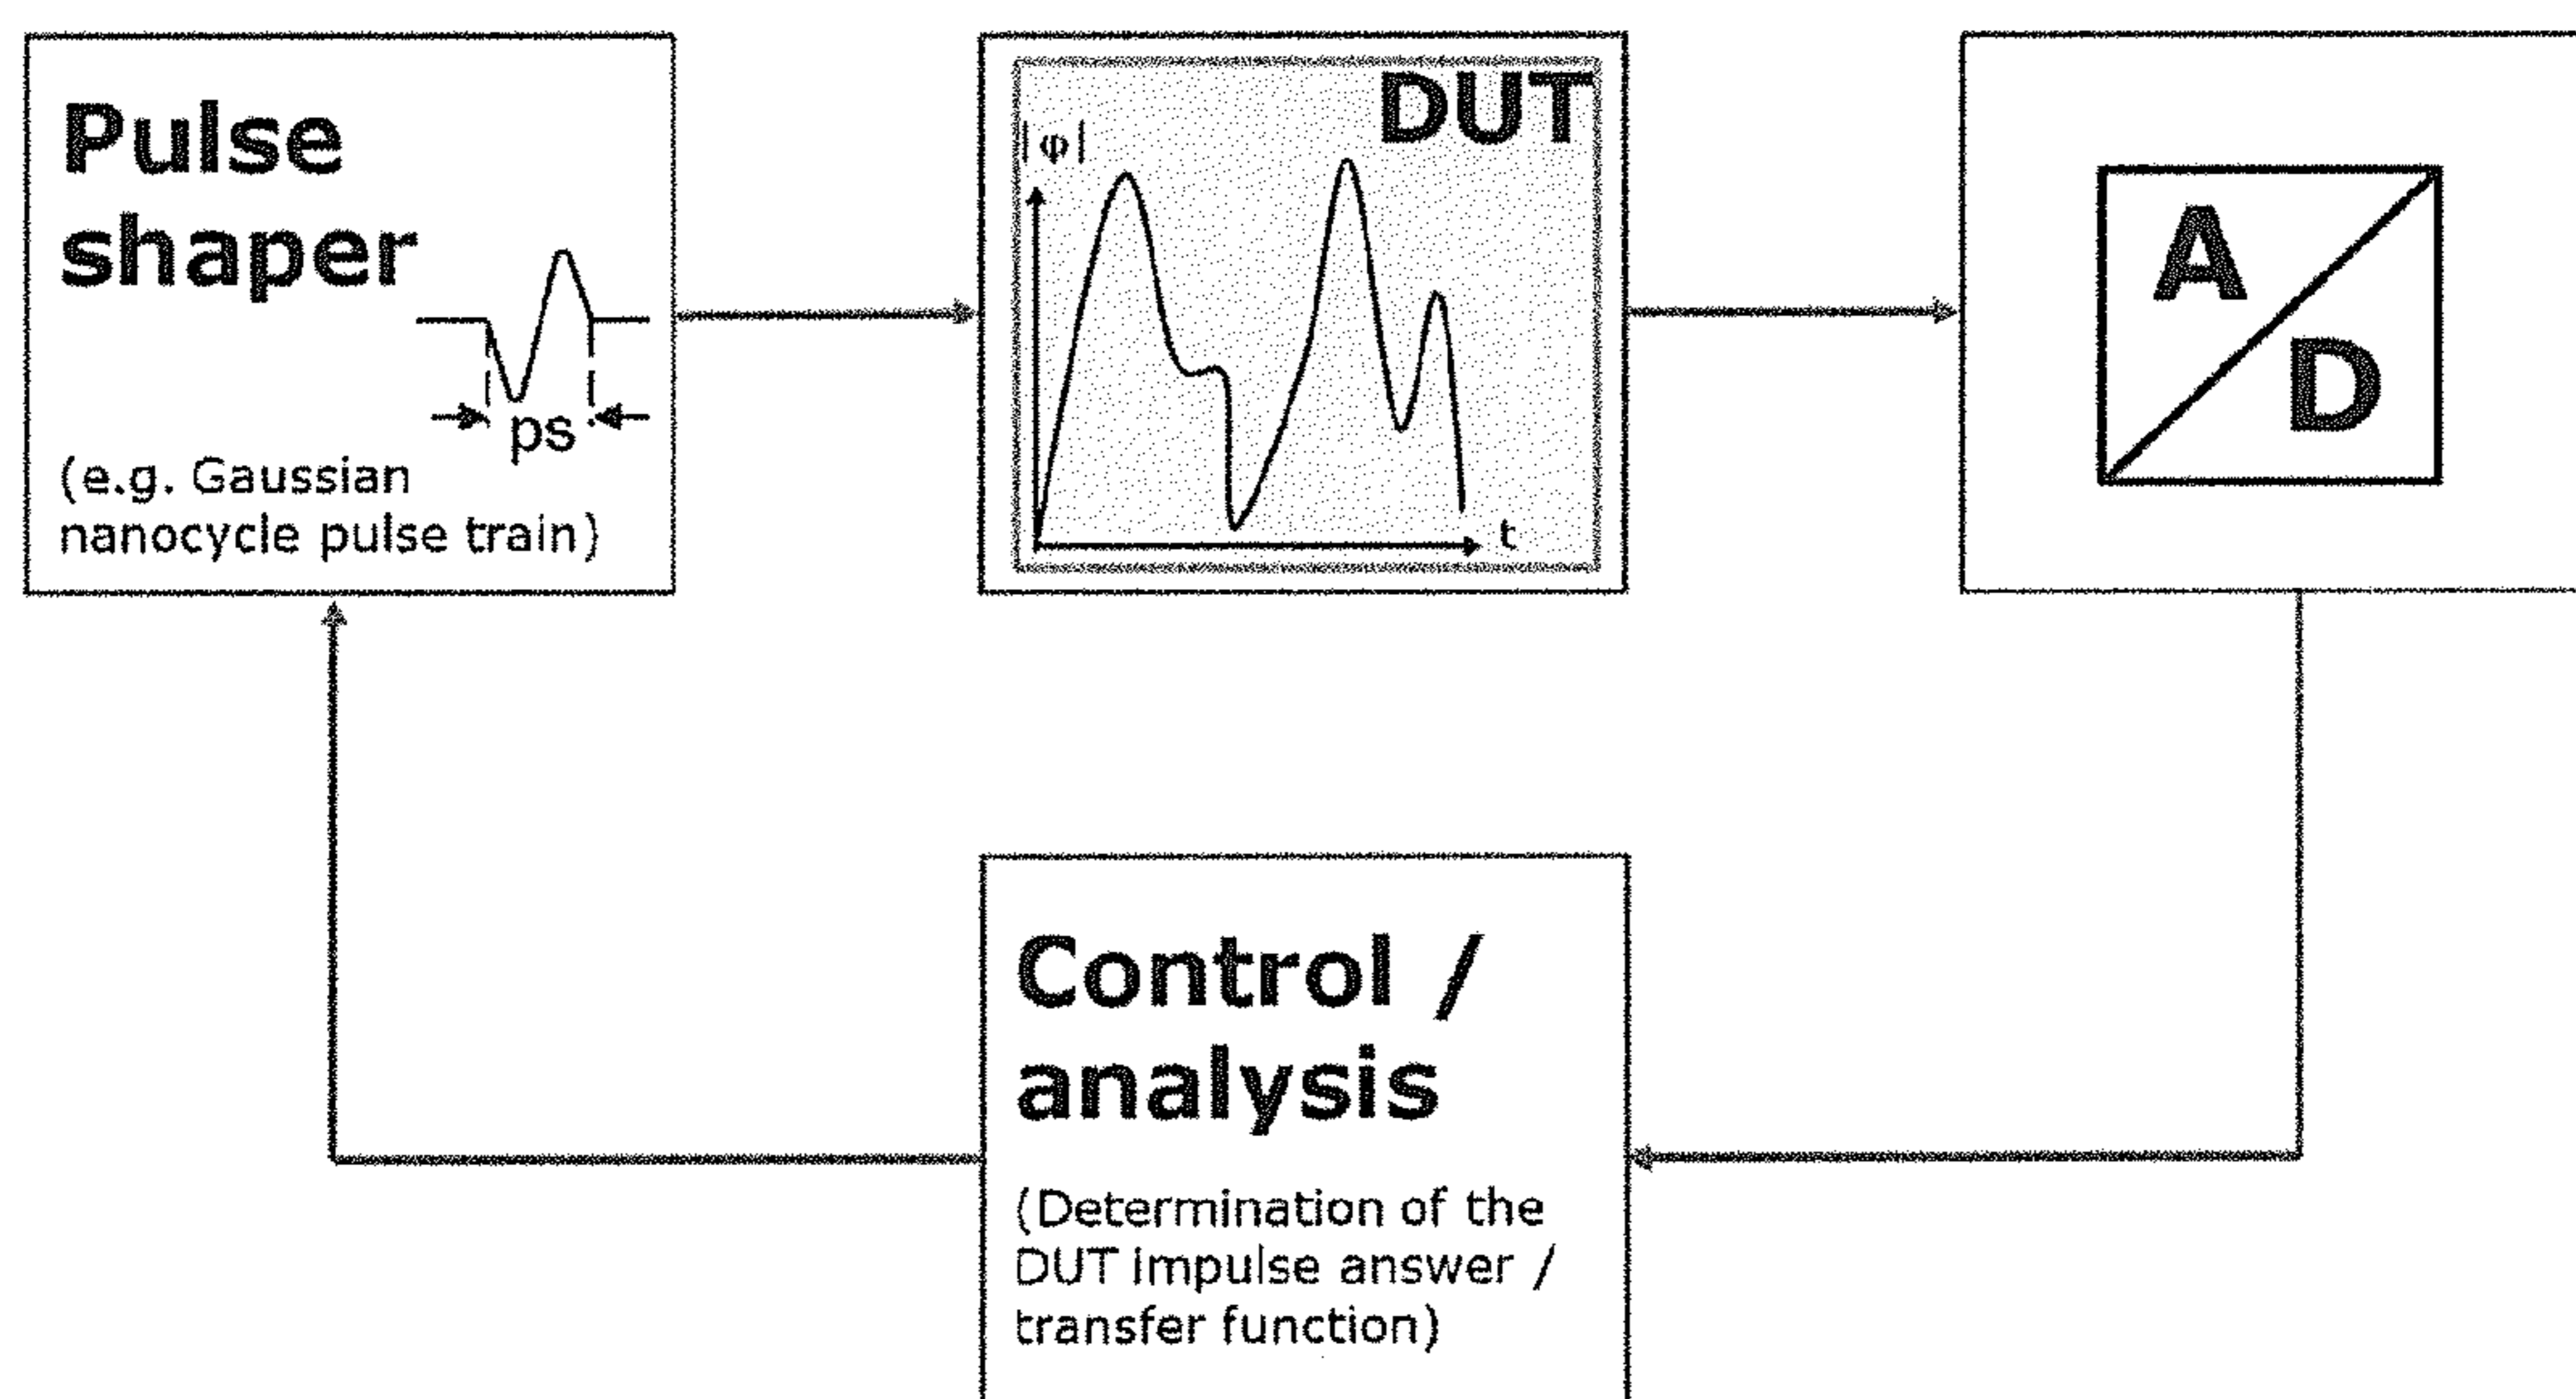 Pulse
shaper
ps
(e.g. Gaussian
nanocycle pulse train)
DUT
|φ|
t
A
D
Control /
analysis
(Determination of the
DUT impulse answer /
transfer function)